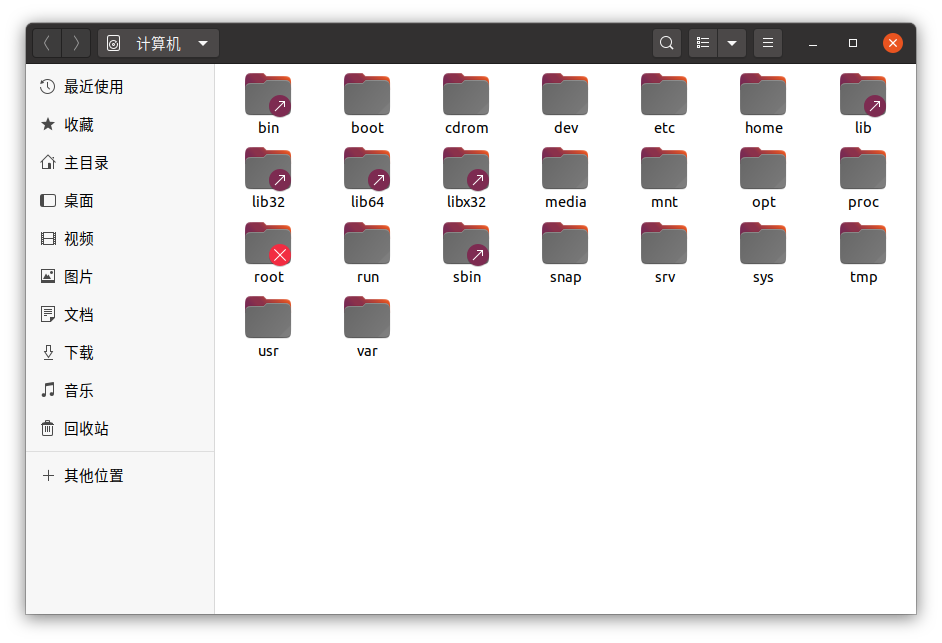 计算机
最近使用
收藏
主目录
桌面
视频
图片
文档
下载
音乐
回收站
其他位置
bin boot cdrom dev etc home lib
lib32 lib64 libx32 media mnt opt proc
root run sbin snap srv sys tmp
usr var